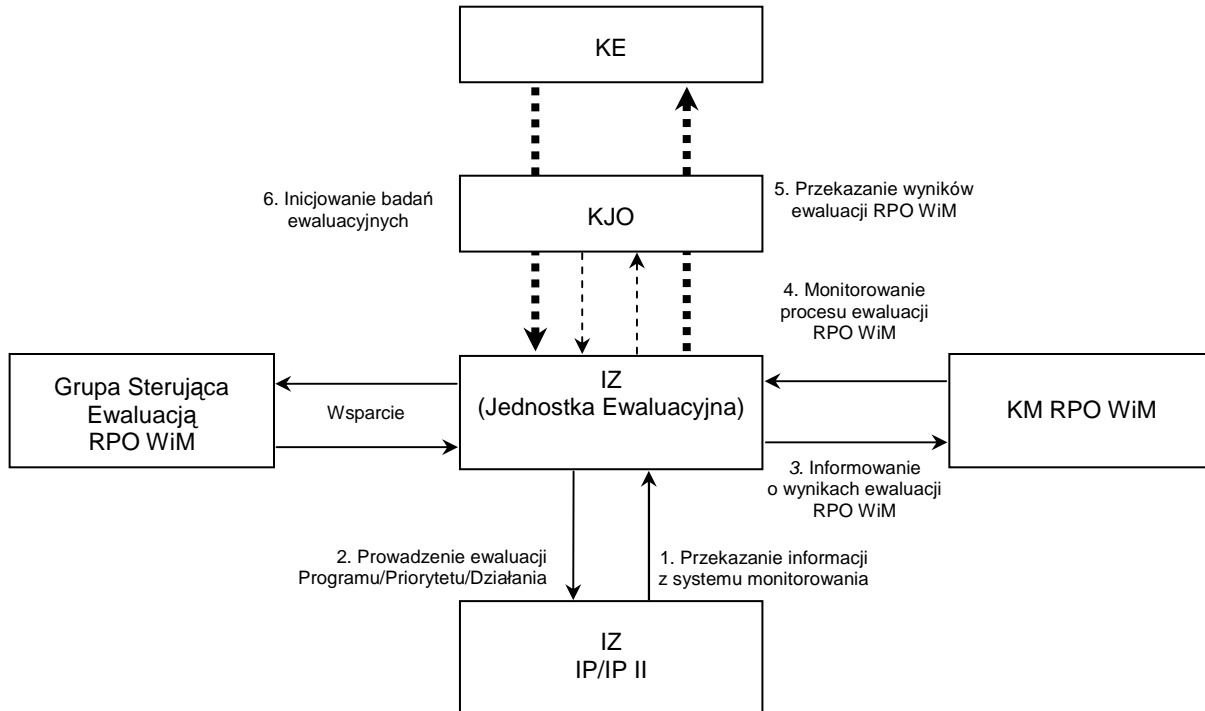 KE
6. Inicjowanie badań
ewaluacyjnych
KJO
5. Przekazanie wyników
ewaluacji RPO WiM
4. Monitorowanie
procesu ewaluacji
RPO WiM
Grupa Sterująca
Ewaluacją
RPO WiM
Wsparcie
IZ
(Jednostka Ewaluacyjna)
KM RPO WiM
3. Informowanie
o wynikach ewaluacji
RPO WiM
2. Prowadzenie ewaluacji
Programu/Priorytetu/Działania
1. Przekazanie informacji
z systemu monitorowania
IZ
IP/IP II